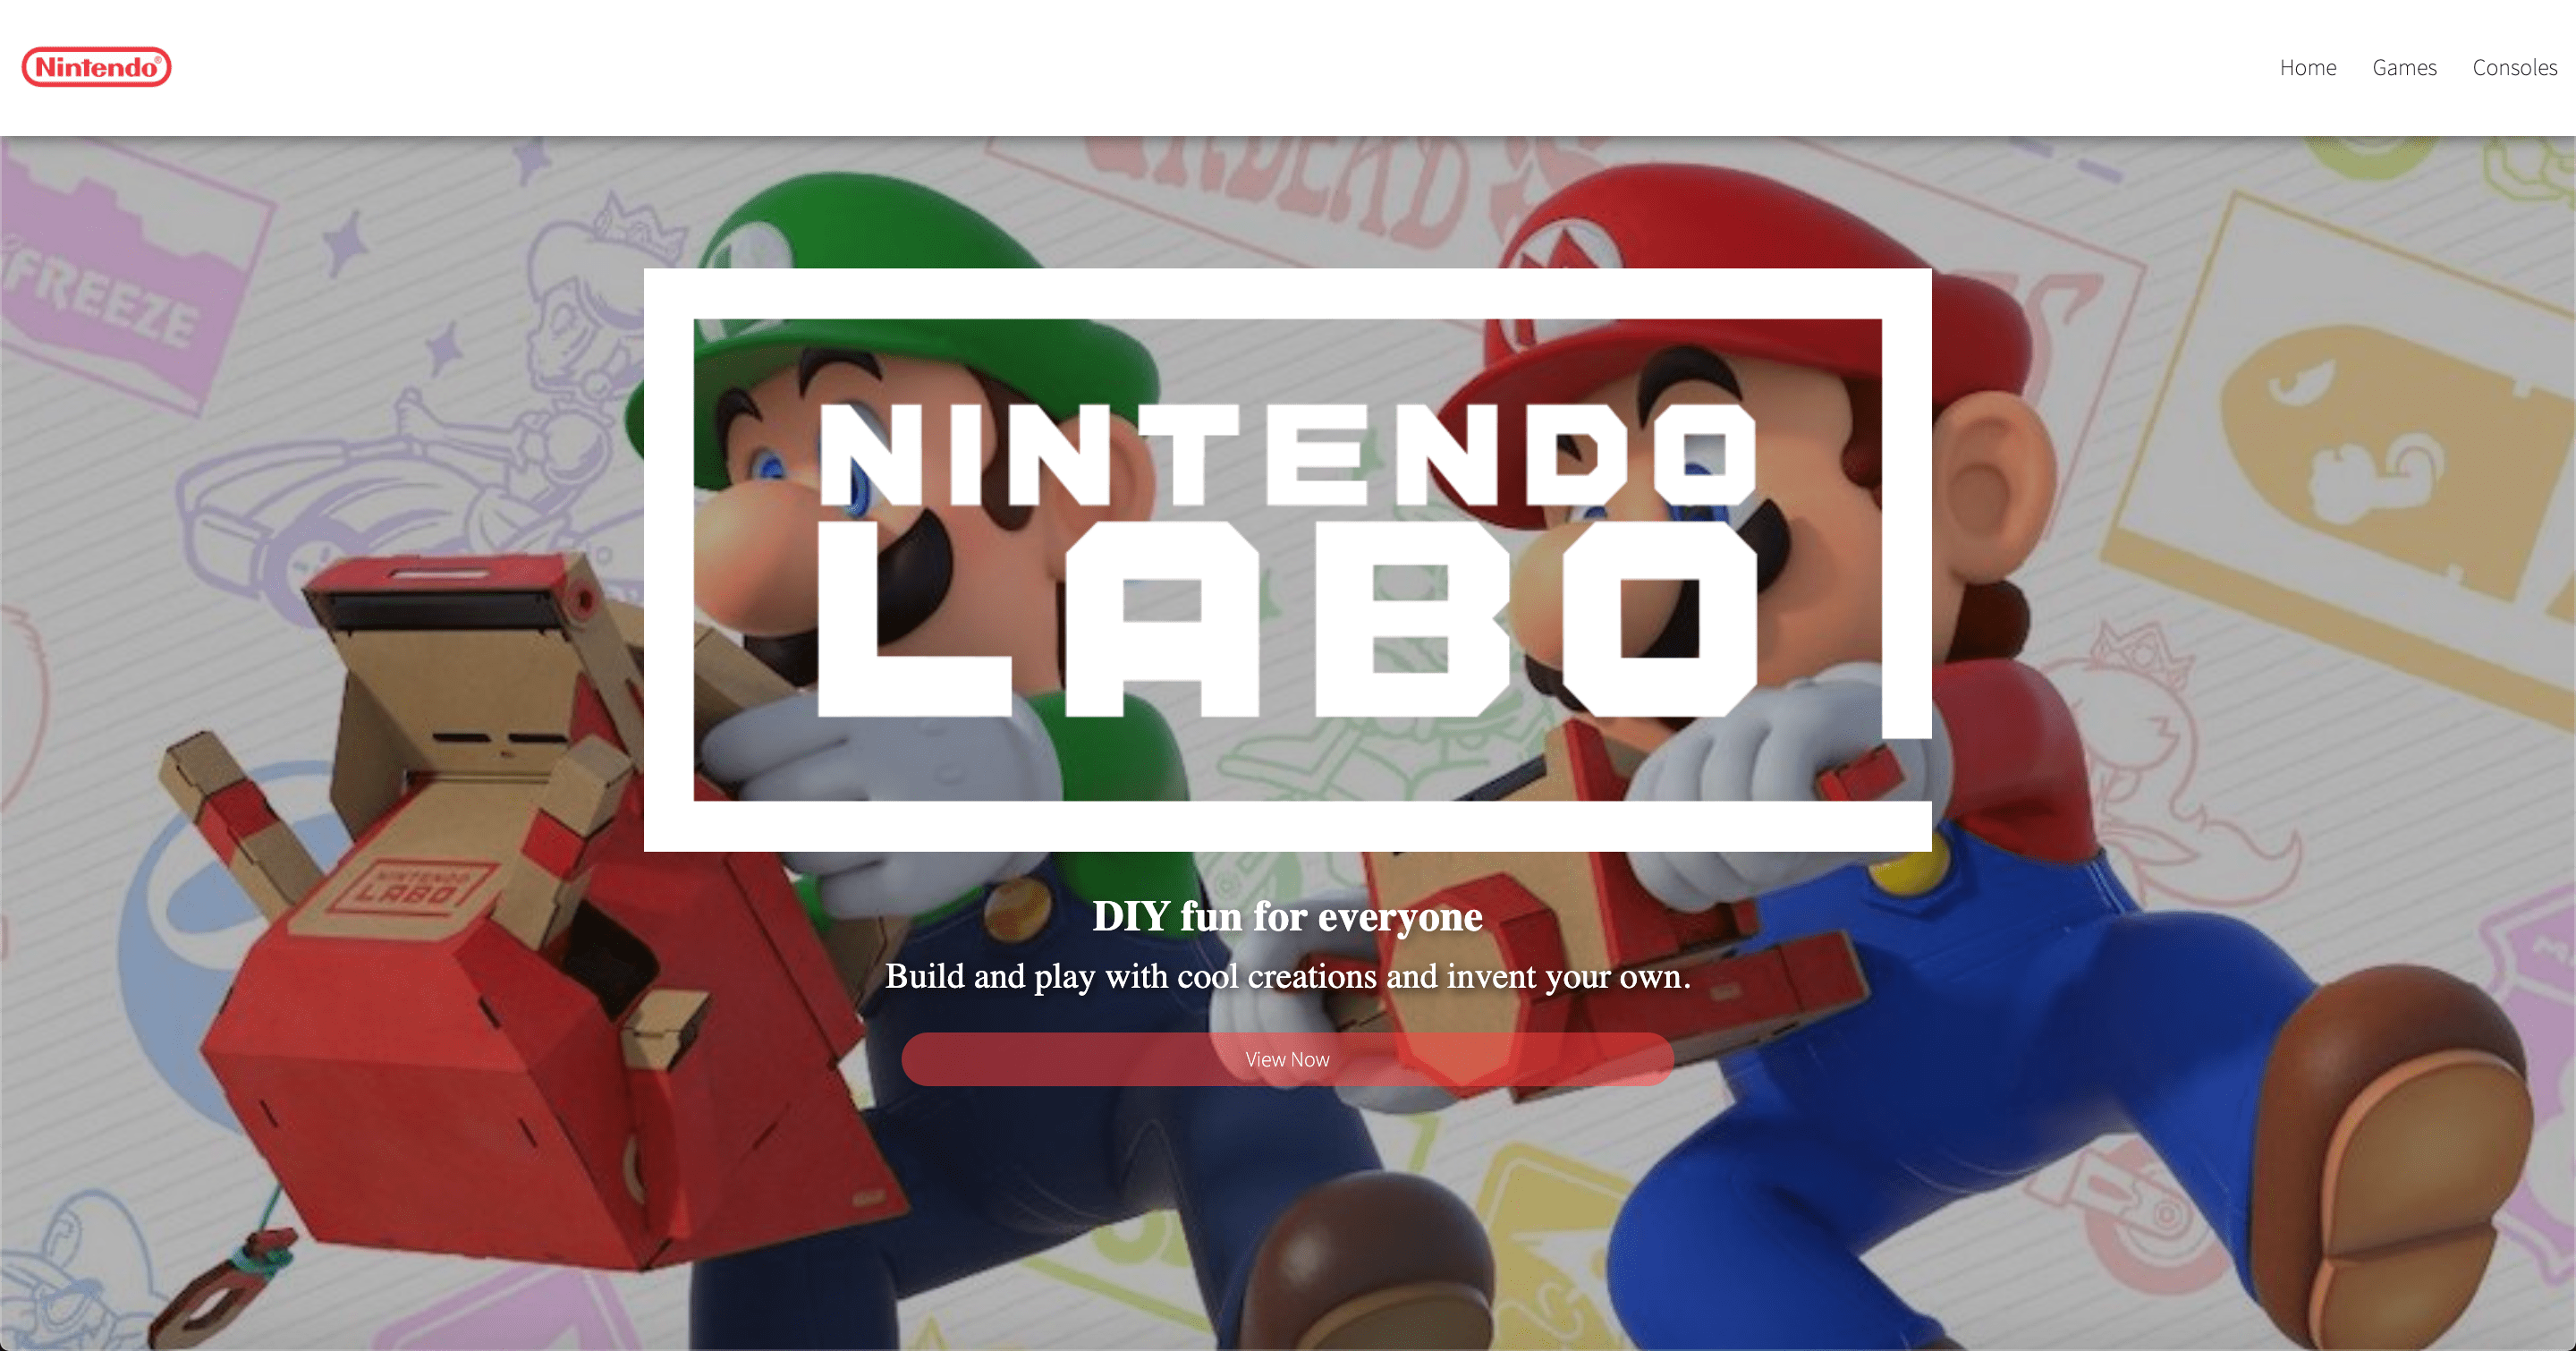 Nintendo®
Home Games Consoles
FREEZE
UNDEAD
NINTENDO
LABO
NINTENDO
LABO
DIY fun for everyone
Build and play with cool creations and invent your own.
View Now